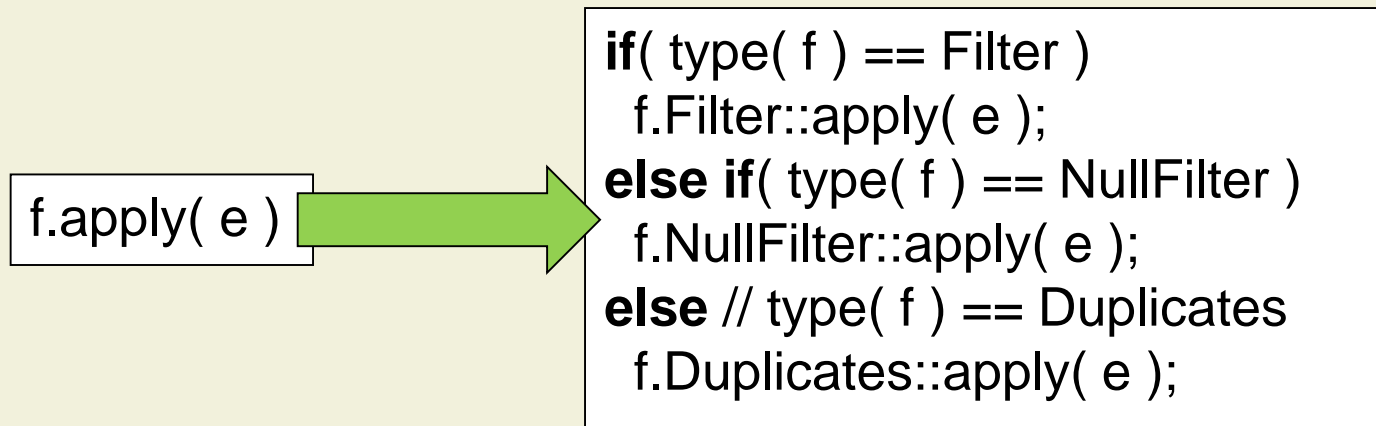 f.apply( e )
if( type( f ) == Filter )
f.Filter::apply( e );
else if( type( f ) == NullFilter )
f.NullFilter::apply( e );
else // type( f ) == Duplicates
f.Duplicates::apply( e );